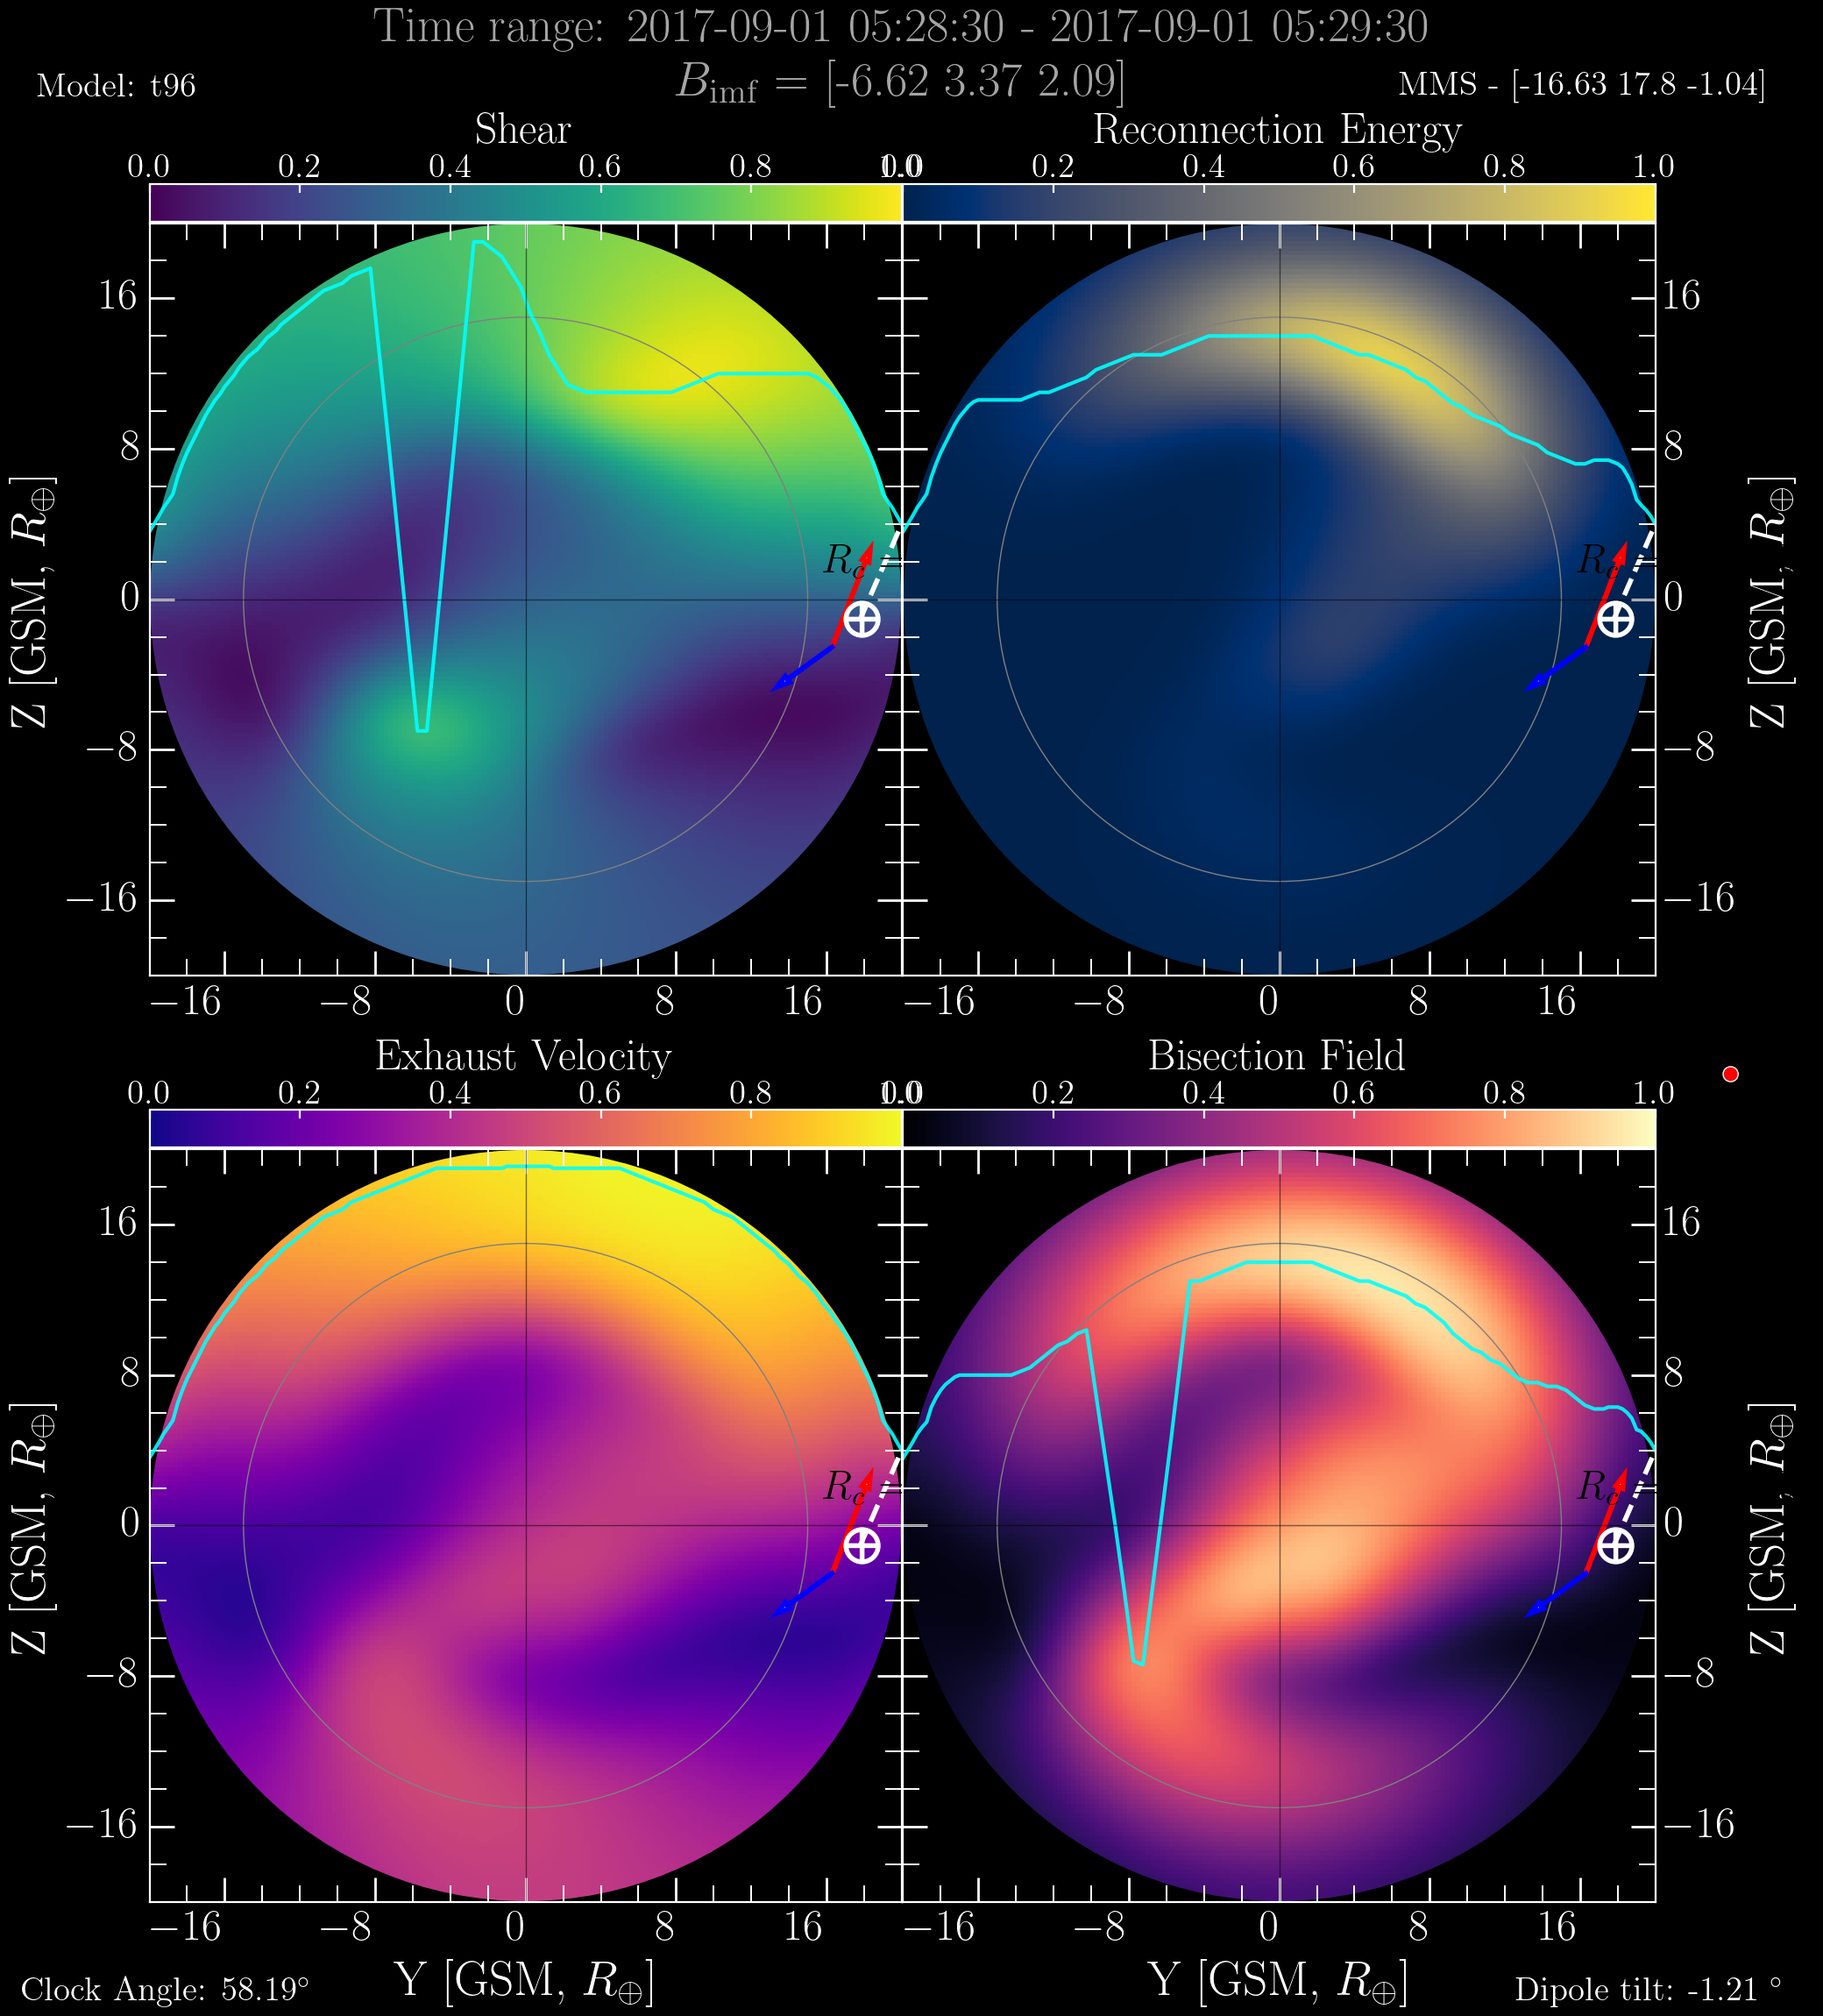 Time range: 2017-09-01 05:28:30 - 2017-09-01 05:29:30
Model: t96
B_imf = [-6.62 3.37 2.09]
MMS - [-16.63 17.8 -1.04]
Shear
Reconnection Energy
0.0 0.2 0.4 0.6 0.8 1.0
0.0 0.2 0.4 0.6 0.8 1.0
16
8
0
−8
−16
Z [GSM, R⊕]
R_c =
R_c =
16
8
0
−8
−16
Z [GSM, R⊕]
−16 −8 0 8 16
−16 −8 0 8 16
Exhaust Velocity
Bisection Field
0.0 0.2 0.4 0.6 0.8 1.0
0.0 0.2 0.4 0.6 0.8 1.0
16
8
0
−8
−16
Z [GSM, R⊕]
R_c =
R_c =
16
8
0
−8
−16
Z [GSM, R⊕]
−16 −8 0 8 16
−16 −8 0 8 16
Y [GSM, R⊕]
Y [GSM, R⊕]
Clock Angle: 58.19°
Dipole tilt: -1.21 °